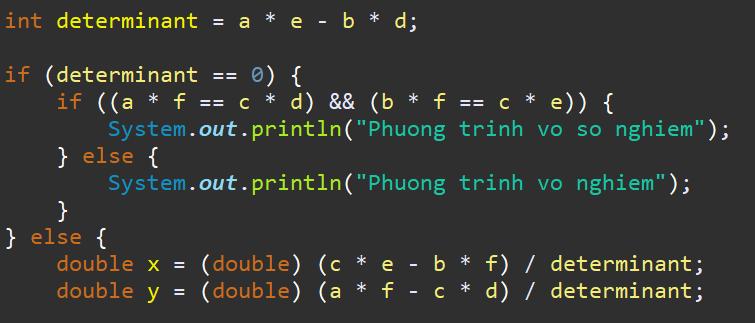 int determinant = a * e - b * d;

if (determinant == 0) {
    if ((a * f == c * d) && (b * f == c * e)) {
        System.out.println("Phuong trinh vo so nghiem");
    } else {
        System.out.println("Phuong trinh vo nghiem");
    }
} else {
    double x = (double) (c * e - b * f) / determinant;
    double y = (double) (a * f - c * d) / determinant;